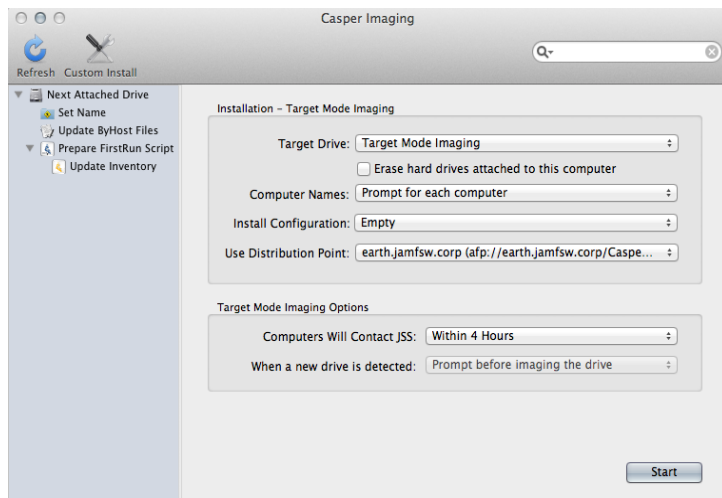 Casper Imaging
Refresh Custom Install
Next Attached Drive
Set Name
Update ByHost Files
Prepare FirstRun Script
Update Inventory
Installation – Target Mode Imaging
Target Drive: Target Mode Imaging
Erase hard drives attached to this computer
Computer Names: Prompt for each computer
Install Configuration: Empty
Use Distribution Point: earth.jamfsw.corp (afp://earth.jamfsw.corp/Caspe...
Target Mode Imaging Options
Computers Will Contact JSS: Within 4 Hours
When a new drive is detected: Prompt before imaging the drive
Start